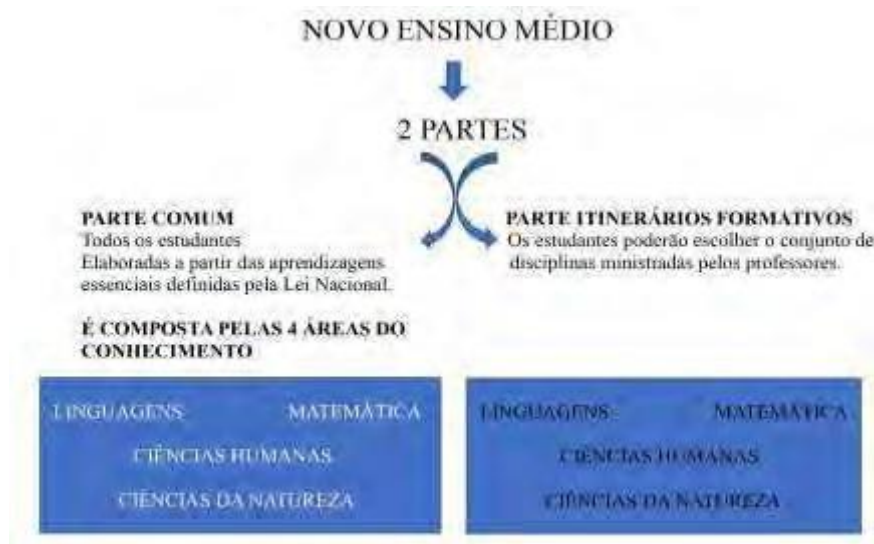 NOVO ENSINO MÉDIO
2 PARTES
PARTE COMUM
Todos os estudantes
Elaboradas a partir das aprendizagens
essenciais definidas pela Lei Nacional.
É COMPOSTA PELAS 4 ÁREAS DO
CONHECIMENTO
LINGUAGENS MATEMÁTICA
CIÊNCIAS HUMANAS
CIÊNCIAS DA NATUREZA
PARTE ITINERÁRIOS FORMATIVOS
Os estudantes poderão escolher o conjunto de
disciplinas ministradas pelos professores.
LINGUAGENS MATEMÁTICA
CIÊNCIAS HUMANAS
CIÊNCIAS DA NATUREZA